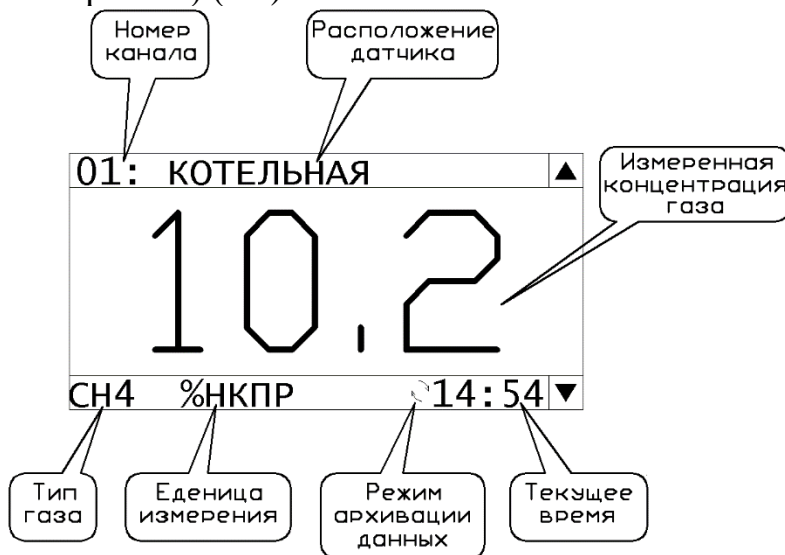 Номер
канала
Расположение
датчика
01: КОТЕЛЬНАЯ ▲
Измеренная
концентрация
газа
10.2
СН4 %НКПР 14:54 ▼
Тип
газа
Еденица
измерения
Режим
архивации
данных
Текущее
время